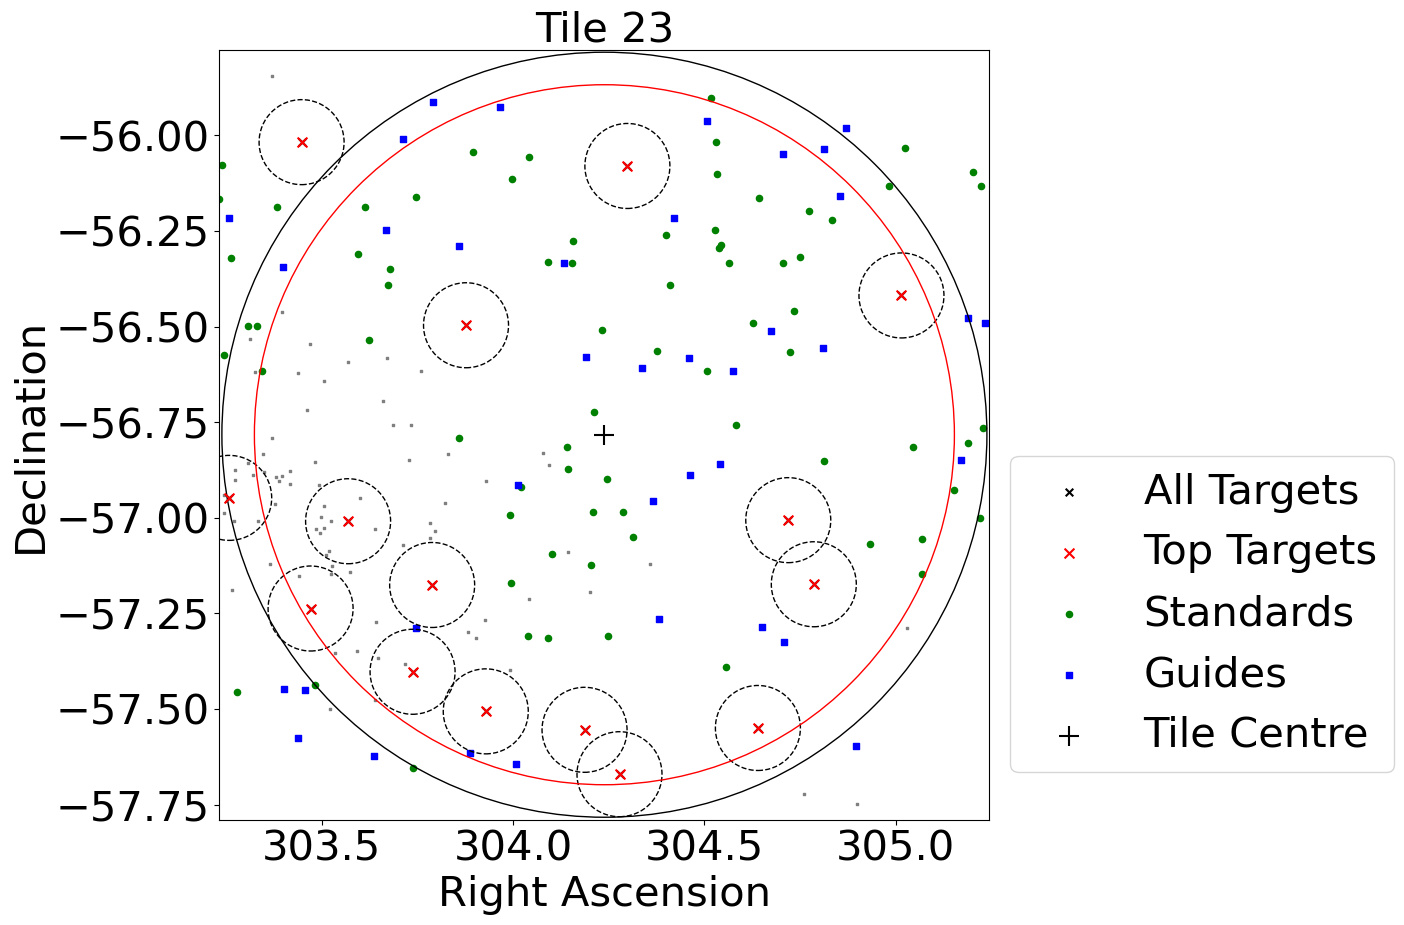 Tile 23
−56.00
−56.25
−56.50
−56.75
−57.00
−57.25
−57.50
−57.75
Declination
303.5 304.0 304.5 305.0
Right Ascension
All Targets
Top Targets
Standards
Guides
Tile Centre